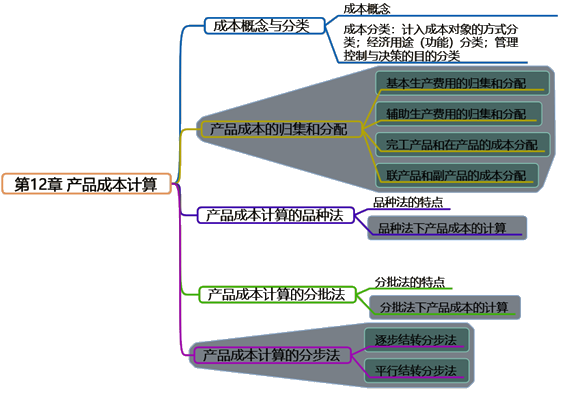 成本概念
成本概念与分类
成本分类：计入成本对象的方式分
类；经济用途（功能）分类；管理
控制与决策的目的分类
基本生产费用的归集和分配
辅助生产费用的归集和分配
产品成本的归集和分配
完工产品和在产品的成本分配
联产品和副产品的成本分配
第12章 产品成本计算
品种法的特点
产品成本计算的品种法
品种法下产品成本的计算
分批法的特点
产品成本计算的分批法
分批法下产品成本的计算
逐步结转分步法
产品成本计算的分步法
平行结转分步法